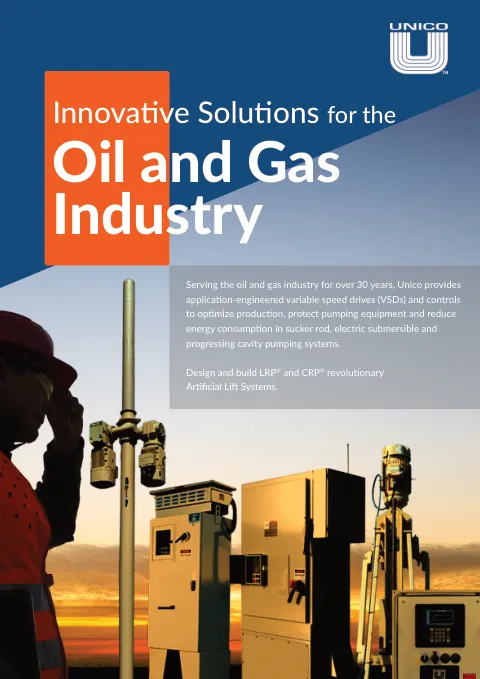 UNICO
TM
Innovative Solutions for the
Oil and Gas
Industry
Serving the oil and gas industry for over 30 years, Unico provides
application-engineered variable speed drives (VSDs) and controls
to optimize production, protect pumping equipment and reduce
energy consumption in sucker rod, electric submersible and
progressing cavity pumping systems.
Design and build LRP® and CRP® revolutionary
Artificial Lift Systems.